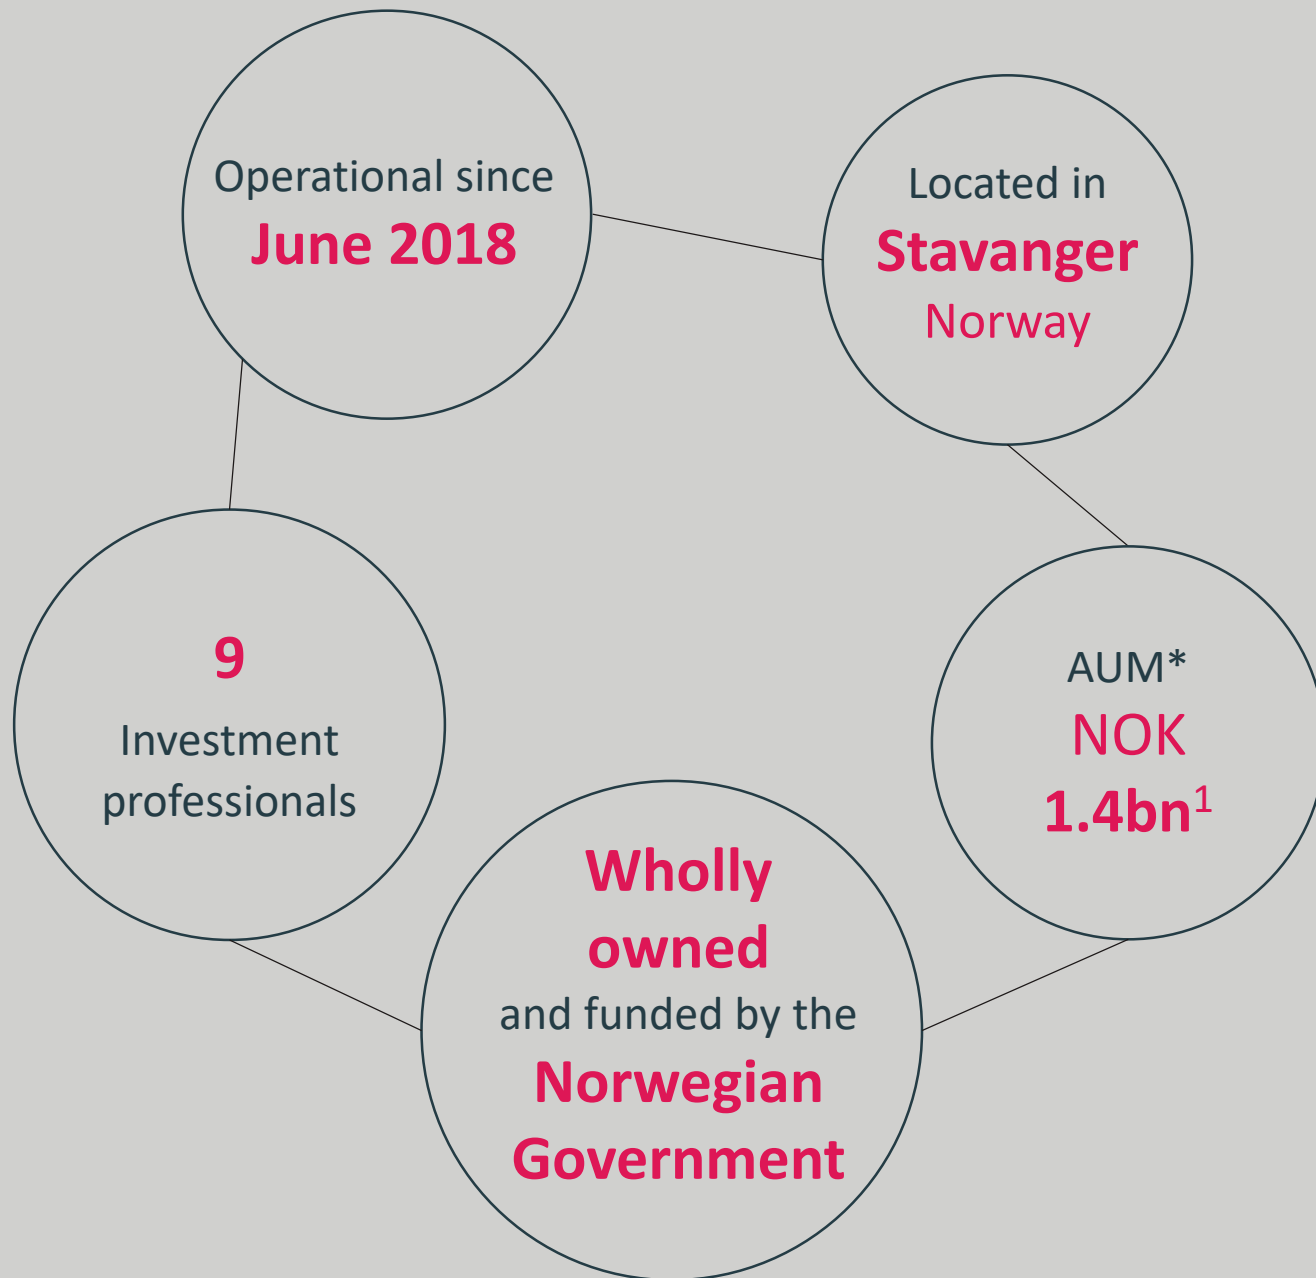 Operational since
June 2018
Located in
Stavanger
Norway
9
Investment
professionals
AUM*
NOK
1.4bn¹
Wholly
owned
and funded by the
Norwegian
Government